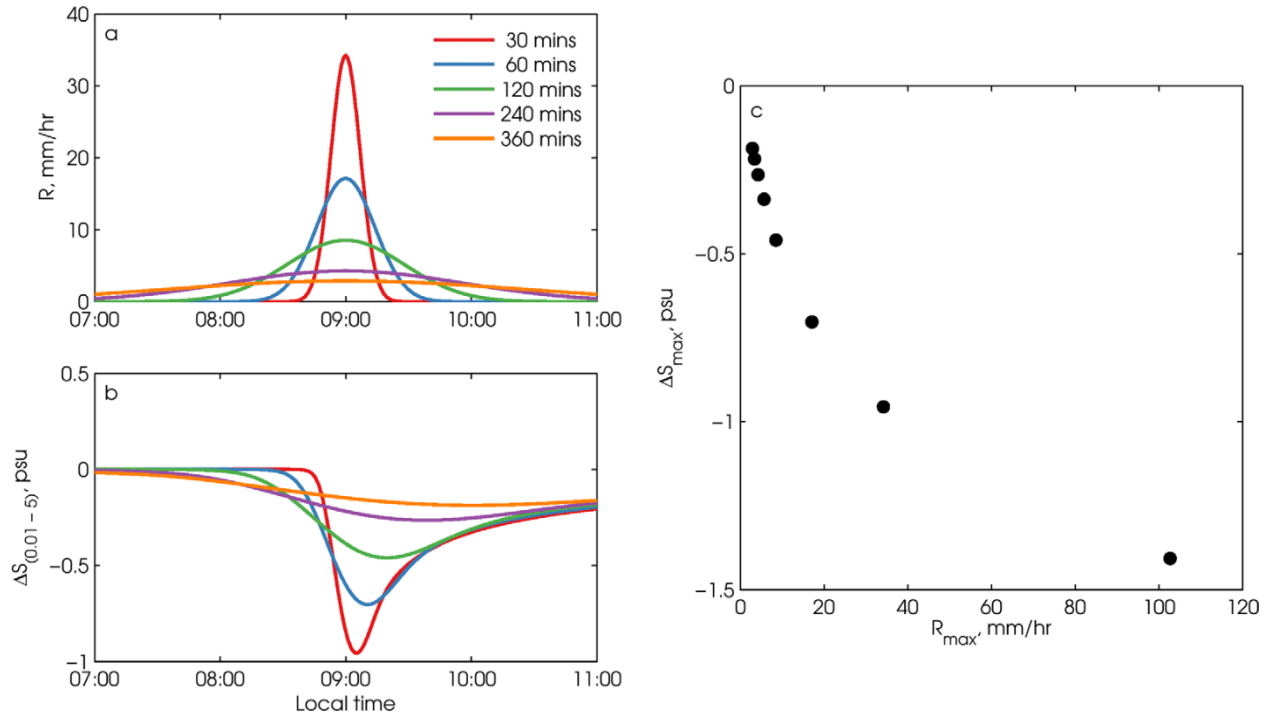 a
40
30
20
10
0
R, mm/hr
30 mins
60 mins
120 mins
240 mins
360 mins
07:00 08:00 09:00 10:00 11:00
b
0.5
0
−0.5
−1
ΔS(0.01 – 5), psu
07:00 08:00 09:00 10:00 11:00
Local time
c
0
−0.5
−1
−1.5
ΔSmax, psu
0 20 40 60 80 100 120
Rmax, mm/hr